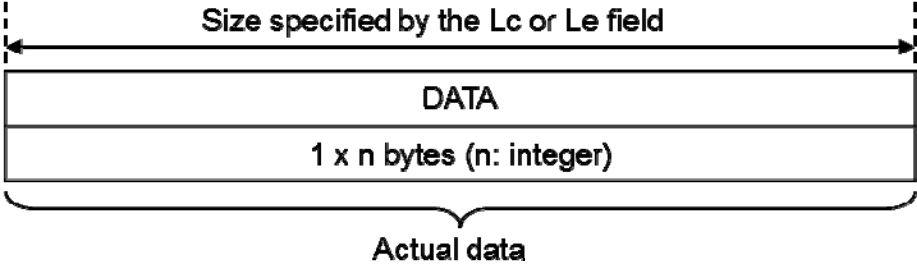 Size specified by the Lc or Le field
DATA
1 x n bytes (n: integer)
Actual data